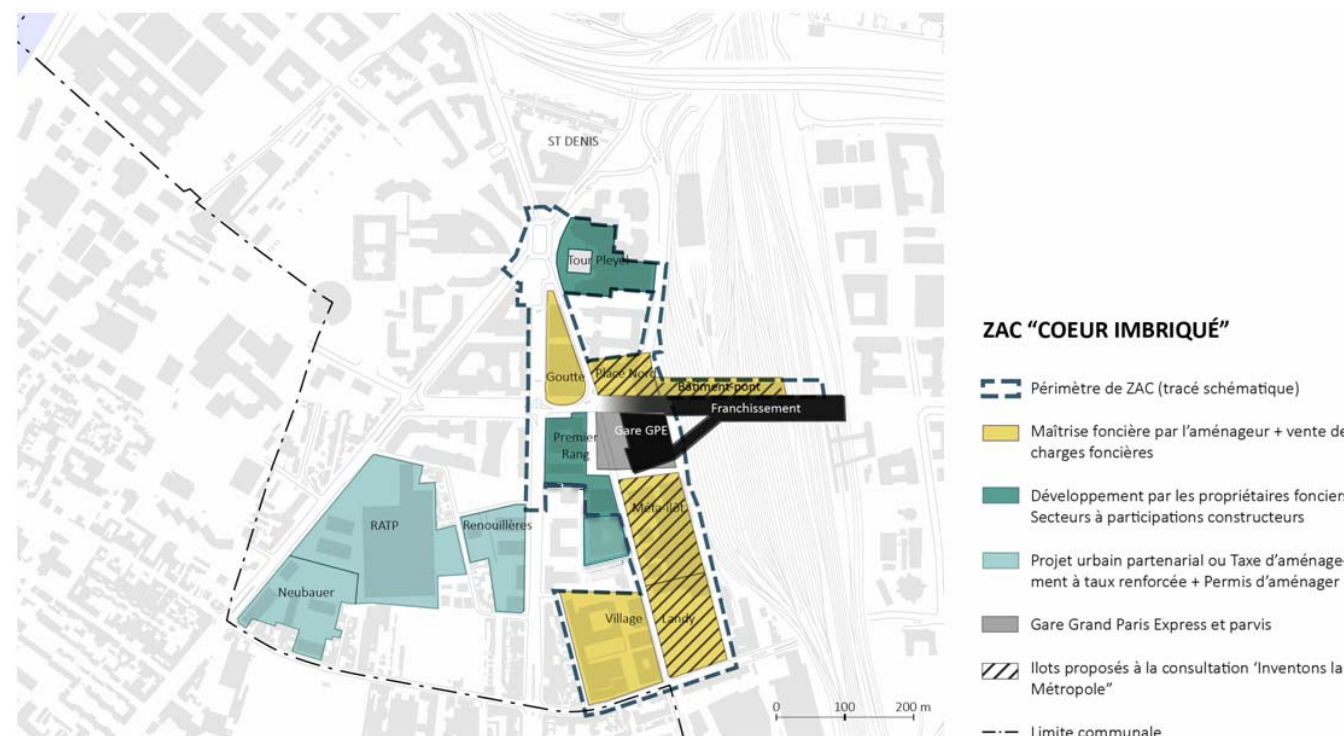 ST DENIS
Tour Pleyel
Goutte
Place Nord
Bâtiment-pont
Franchissement
Gare GPE
Premier
Rang
Méta-îlot
RATP
Renouillères
Neubauer
Village
Landy
0 100 200 m
ZAC “COEUR IMBRIQUÉ”
Périmètre de ZAC (tracé schématique)
Maîtrise foncière par l’aménageur + vente de
charges foncières
Développement par les propriétaires fonciers
Secteurs à participations constructeurs
Projet urbain partenarial ou Taxe d’aménage-
ment à taux renforcée + Permis d’aménager
Gare Grand Paris Express et parvis
Ilots proposés à la consultation ‘Inventons la
Métropole”
Limite communale